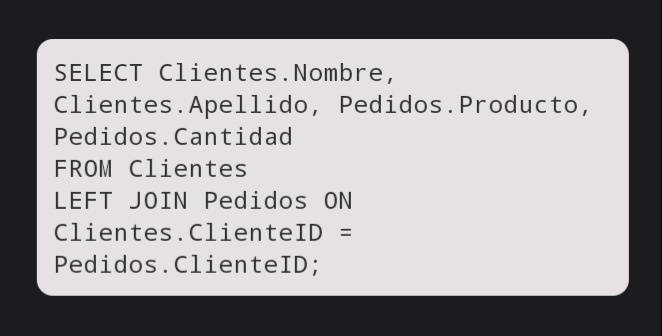 SELECT Clientes.Nombre,
Clientes.Apellido, Pedidos.Producto,
Pedidos.Cantidad
FROM Clientes
LEFT JOIN Pedidos ON
Clientes.ClienteID =
Pedidos.ClienteID;